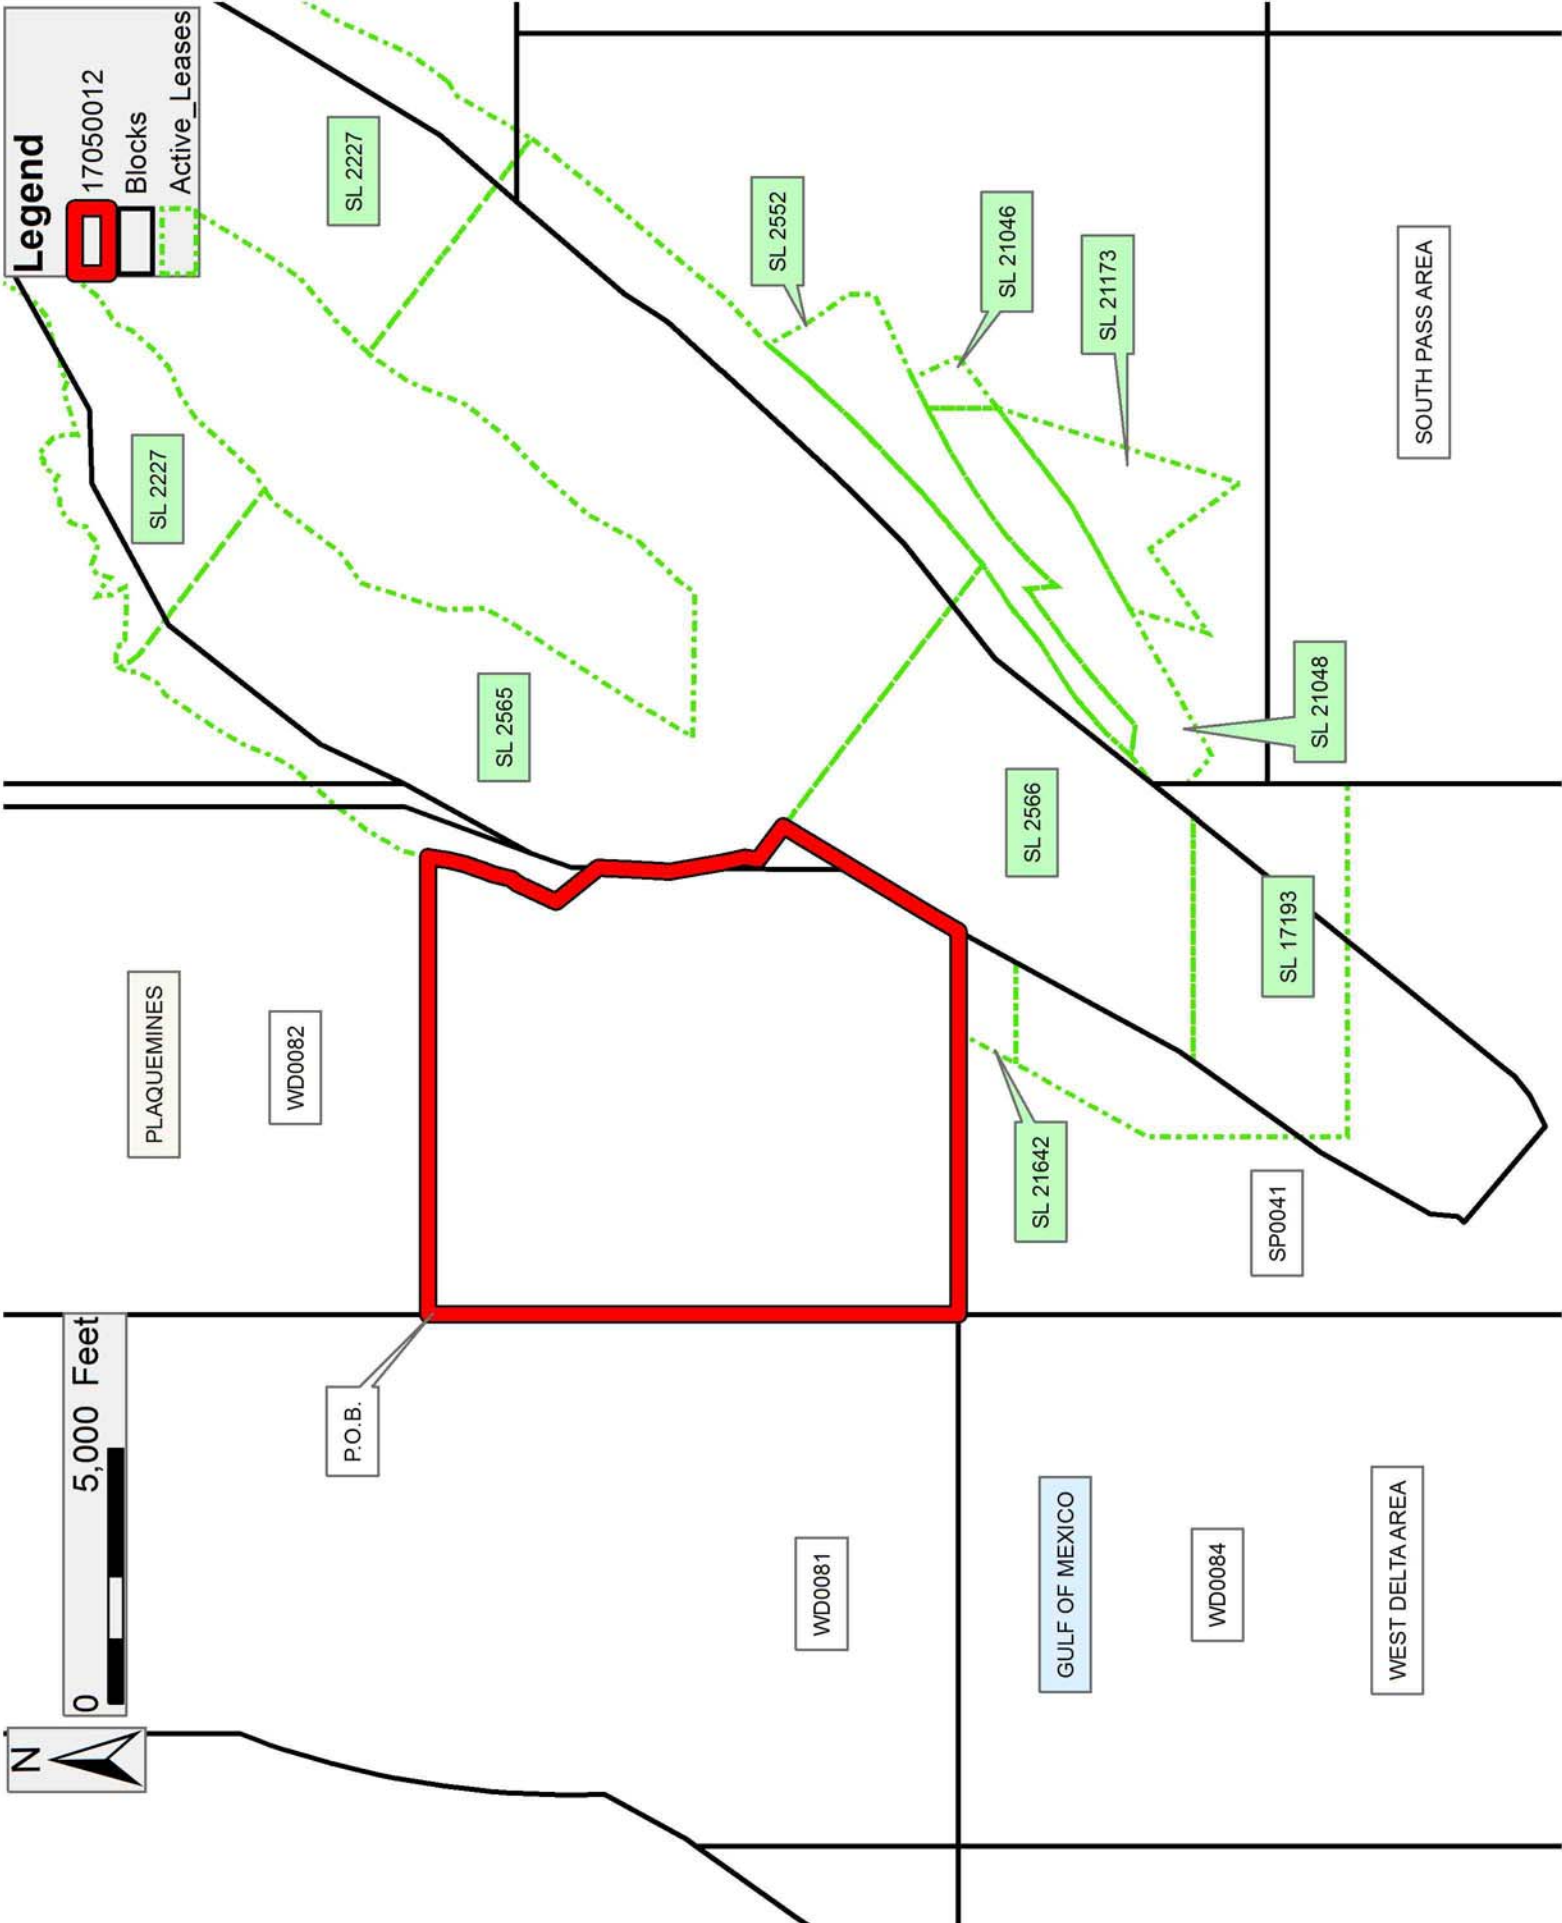 N
0 5,000 Feet
Legend
17050012
Blocks
Active_Leases
PLAQUEMINES
WD0082
P.O.B.
WD0081
GULF OF MEXICO
WD0084
WEST DELTA AREA
SL 2227
SL 2227
SL 2565
SL 2552
SL 21046
SL 21173
SOUTH PASS AREA
SL 21048
SL 2566
SL 17193
SL 21642
SP0041